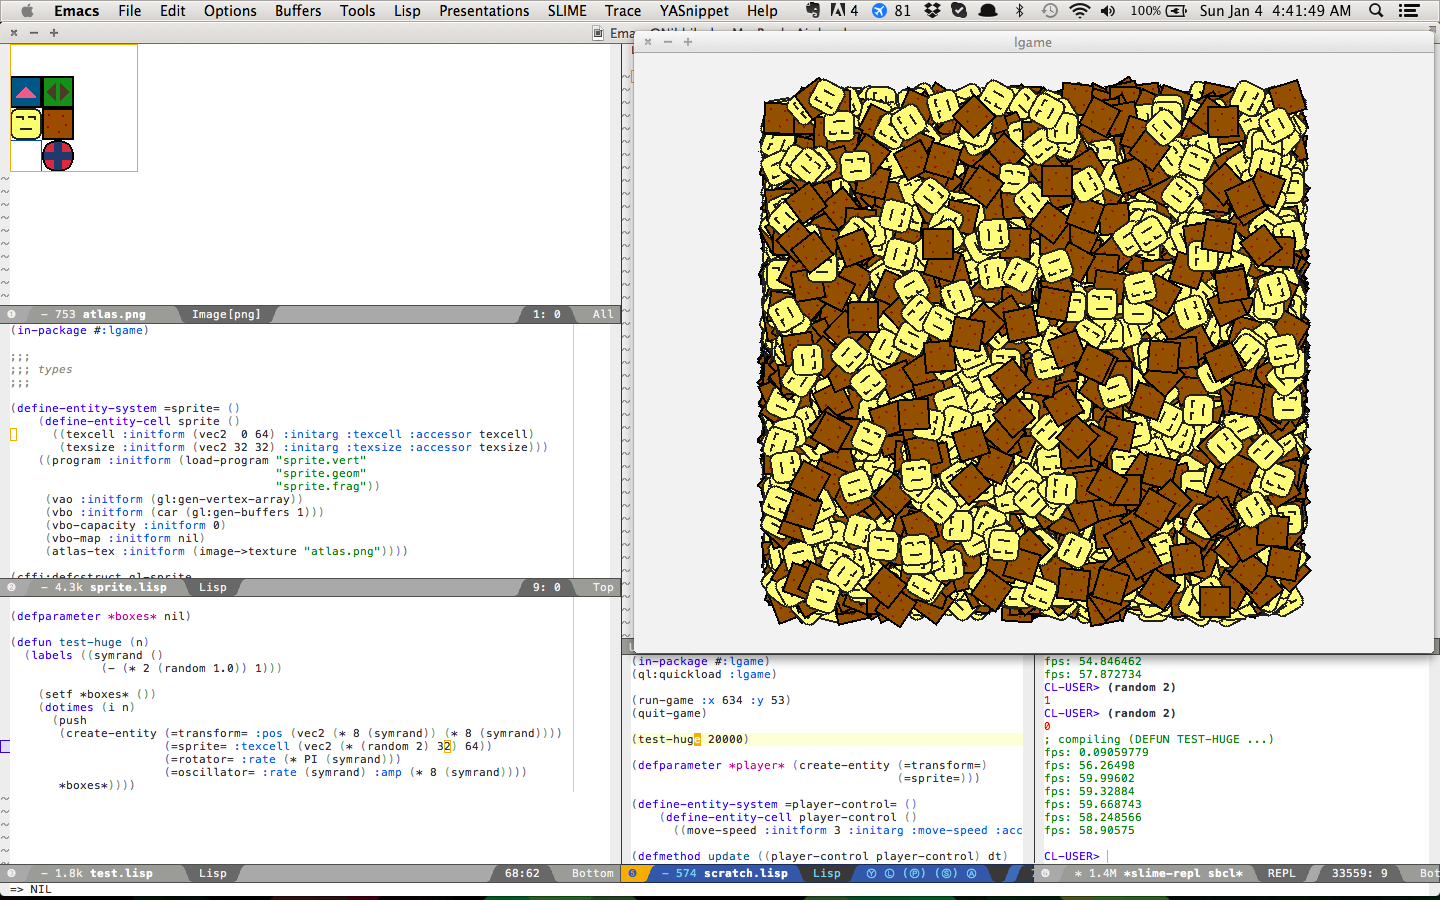 Emacs File Edit Options Buffers Tools Lisp Presentations SLIME Trace YASnippet Help 4 81 100% Sun Jan 4 4:41:49 AM
lgame
- 753 atlas.png Image[png] 1: 0 All
(in-package #:lgame)
;;;
;;; types
;;;
(define-entity-system =sprite= ()
(define-entity-cell sprite ()
((texcell :initform (vec2 0 64) :initarg :texcell :accessor texcell)
(texsize :initform (vec2 32 32) :initarg :texsize :accessor texsize)))
((program :initform (load-program "sprite.vert"
"sprite.geom"
"sprite.frag"))
(vao :initform (gl:gen-vertex-array))
(vbo :initform (car (gl:gen-buffers 1)))
(vbo-capacity :initform 0)
(vbo-map :initform nil)
(atlas-tex :initform (image->texture "atlas.png"))))
(cffi:defcstruct gl-sprite
- 4.3k sprite.lisp Lisp 9: 0 Top
(defparameter *boxes* nil)
(defun test-huge (n)
(labels ((symrand ()
(- (* 2 (random 1.0)) 1)))
(setf *boxes* ())
(dotimes (i n)
(push
(create-entity (=transform= :pos (vec2 (* 8 (symrand)) (* 8 (symrand))))
(=sprite= :texcell (vec2 (* (random 2) 32) 64))
(=rotator= :rate (* PI (symrand)))
(=oscillator= :rate (symrand) :amp (* 8 (symrand))))
*boxes*))))
- 1.8k test.lisp Lisp 68:62 Bottom
=> NIL
(in-package #:lgame)
(ql:quickload :lgame)
(run-game :x 634 :y 53)
(quit-game)
(test-huge 20000)
(defparameter *player* (create-entity (=transform=)
(=sprite=)))
(define-entity-system =player-control= ()
(define-entity-cell player-control ()
((move-speed :initform 3 :initarg :move-speed :acc
(defmethod update ((player-control player-control) dt)
- 574 scratch.lisp Lisp
fps: 54.846462
fps: 57.872734
CL-USER> (random 2)
1
CL-USER> (random 2)
0
; compiling (DEFUN TEST-HUGE ...)
fps: 0.09059779
fps: 56.26498
fps: 59.99602
fps: 59.32884
fps: 59.668743
fps: 58.248566
fps: 58.90575
CL-USER>
* 1.4M *slime-repl sbcl* REPL 33559: 9 Bot